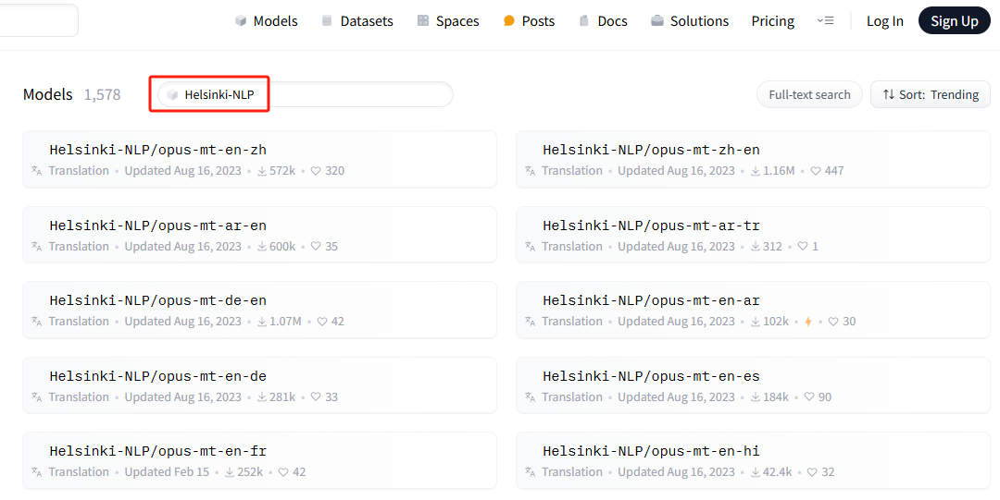 Models Datasets Spaces Posts Docs Solutions Pricing Log In Sign Up
Models 1,578 Helsinki-NLP Full-text search Sort: Trending
Helsinki-NLP/opus-mt-en-zh
Translation • Updated Aug 16, 2023 • 572k • 320
Helsinki-NLP/opus-mt-zh-en
Translation • Updated Aug 16, 2023 • 1.16M • 447
Helsinki-NLP/opus-mt-ar-en
Translation • Updated Aug 16, 2023 • 600k • 35
Helsinki-NLP/opus-mt-ar-tr
Translation • Updated Aug 16, 2023 • 312 • 1
Helsinki-NLP/opus-mt-de-en
Translation • Updated Aug 16, 2023 • 1.07M • 42
Helsinki-NLP/opus-mt-en-ar
Translation • Updated Aug 16, 2023 • 102k • 30
Helsinki-NLP/opus-mt-en-de
Translation • Updated Aug 16, 2023 • 281k • 33
Helsinki-NLP/opus-mt-en-es
Translation • Updated Aug 16, 2023 • 184k • 90
Helsinki-NLP/opus-mt-en-fr
Translation • Updated Feb 15 • 252k • 42
Helsinki-NLP/opus-mt-en-hi
Translation • Updated Aug 16, 2023 • 42.4k • 32